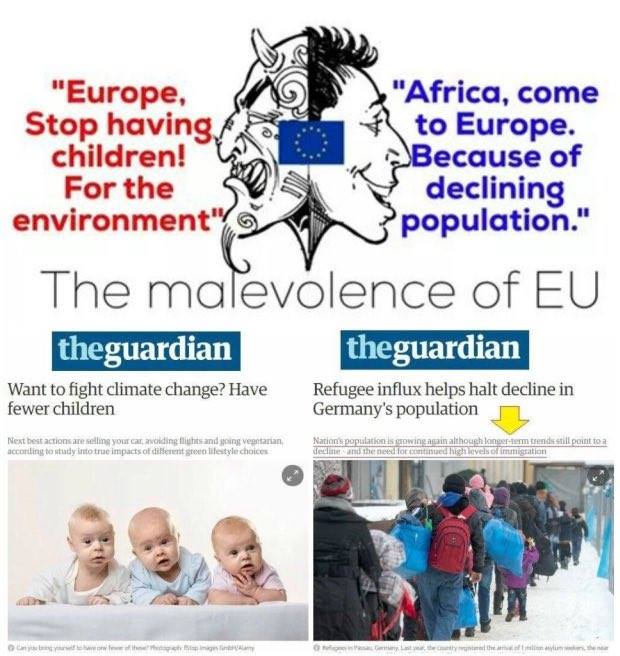 "Europe,
Stop having
children!
For the
environment"
"Africa, come
to Europe.
Because of
declining
population."
The malevolence of EU
theguardian
Want to fight climate change? Have
fewer children
Next best actions are selling your car, avoiding flights and going vegetarian,
according to study into true impacts of different green lifestyle choices
Can you bring yourself to have one fewer of these? Photograph: fStop Images GmbH/Alamy
theguardian
Refugee influx helps halt decline in
Germany's population
Nation's population is growing again although longer-term trends still point to a
decline - and the need for continued high levels of immigration
Refugees in Passau, Germany. Last year, the country registered the arrival of 1 million asylum seekers, the near